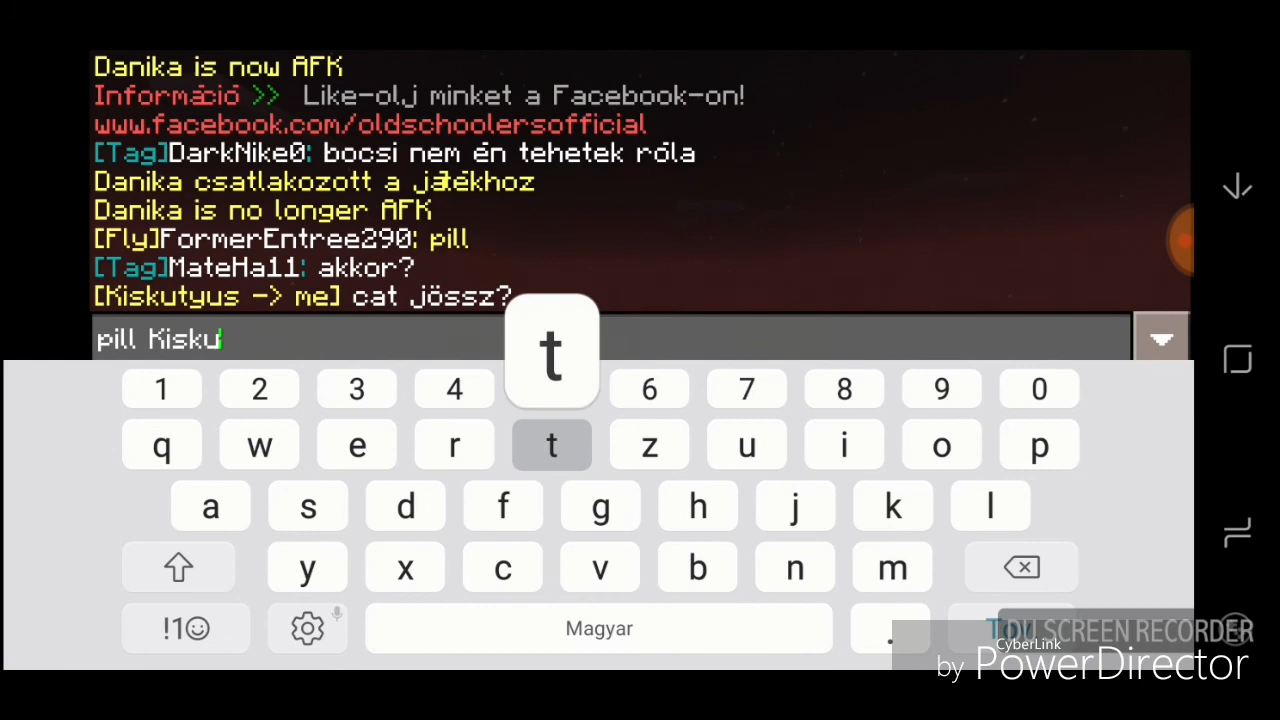 Danika is now AFK
Információ >> Like-olj minket a Facebook-on!
www.facebook.com/oldschoolersofficial
[Tag]DarkNike0: bocsi nem én tehetek róla
Danika csatlakozott a játékhoz
Danika is no longer AFK
[Fly]FormerEntree290: pill
[Tag]MateHa11: akkor?
[Kiskutyus -> me] cat jössz?
pill Kisku
t
1 2 3 4 6 7 8 9 0
q w e r t z u i o p
a s d f g h j k l
y x c v b n m
!1☺ Magyar .
SCREEN RECORDER
CyberLink
by PowerDirector